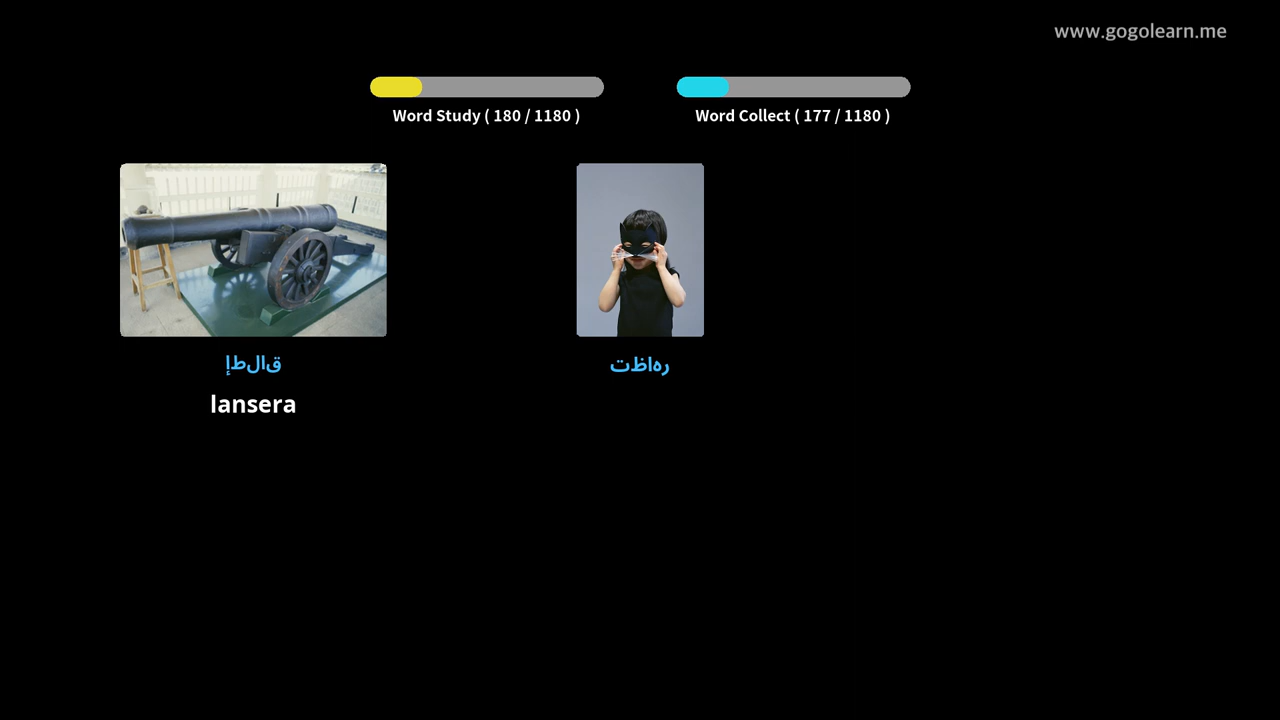 www.gogolearn.me
Word Study ( 180 / 1180 )
Word Collect ( 177 / 1180 )
قالطإ
رهاظت
lansera